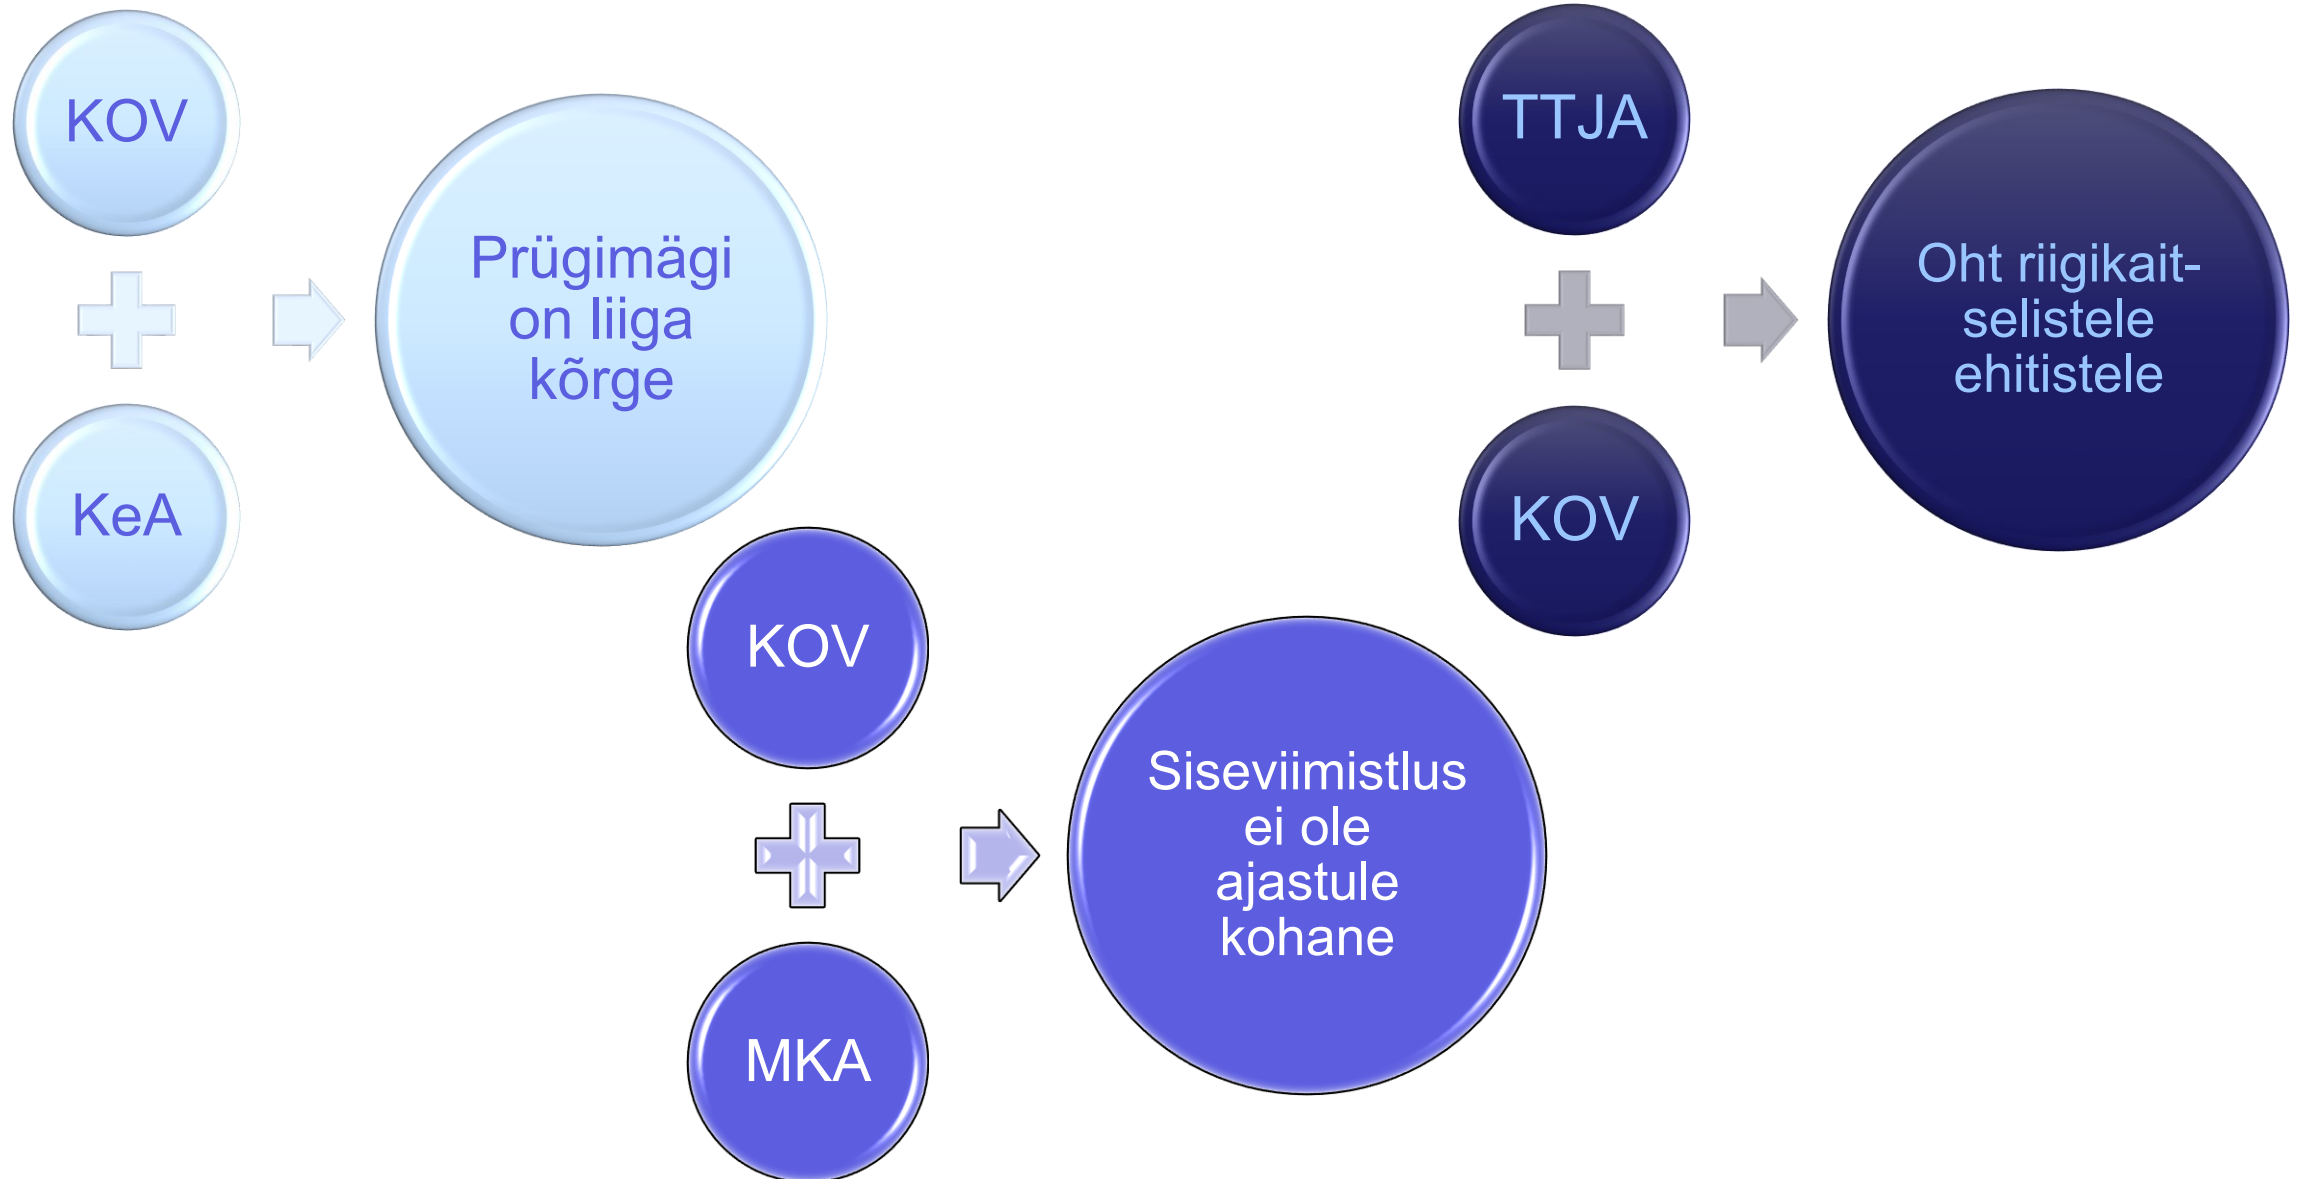 KOV
KeA
Prügimägi
on liiga
kõrge
KOV
MKA
Siseviimistlus
ei ole
ajastule
kohane
TTJA
KOV
Oht riigikait-
selistele
ehitistele